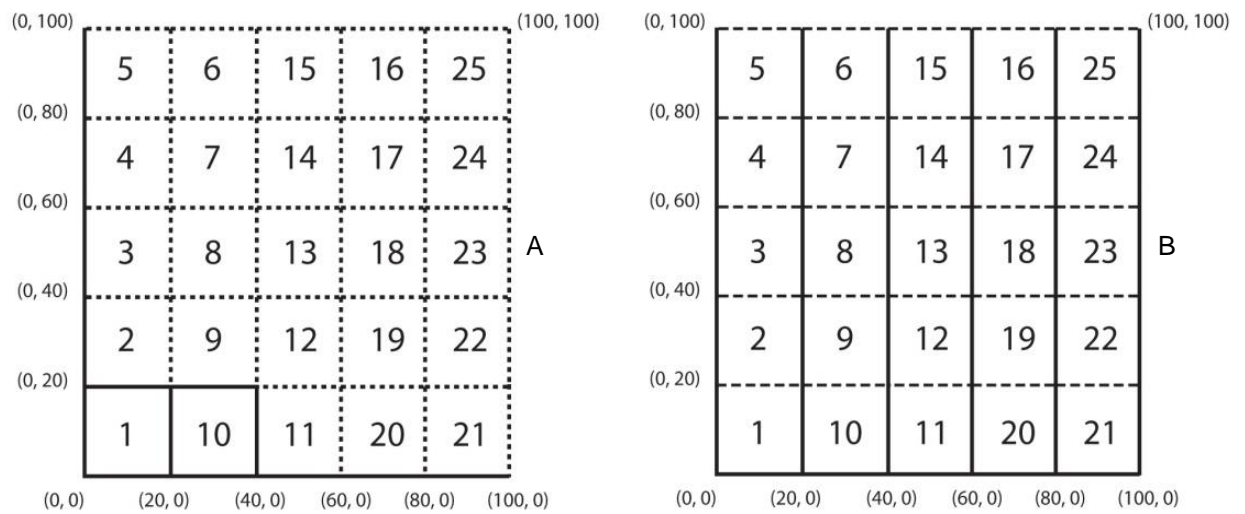 (0, 100) (100, 100) (0, 100) (100, 100)
5 6 15 16 25 5 6 15 16 25
(0, 80) (0, 80)
4 7 14 17 24 4 7 14 17 24
(0, 60) (0, 60)
3 8 13 18 23 A 3 8 13 18 23 B
(0, 40) (0, 40)
2 9 12 19 22 2 9 12 19 22
(0, 20) (0, 20)
1 10 11 20 21 1 10 11 20 21
(0, 0) (20, 0) (40, 0) (60, 0) (80, 0) (100, 0) (0, 0) (20, 0) (40, 0) (60, 0) (80, 0) (100, 0)